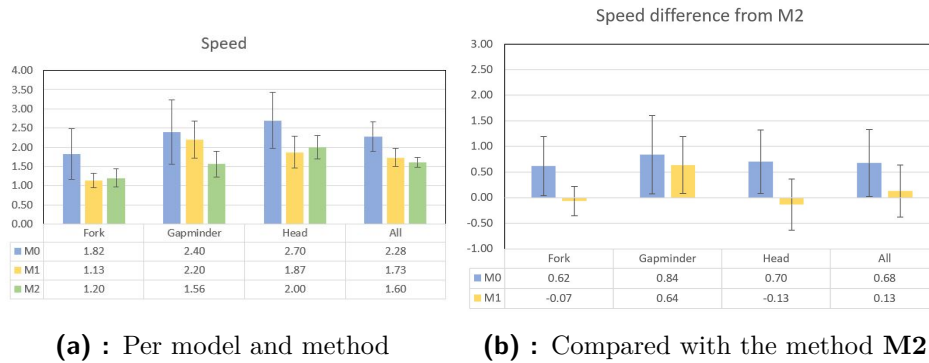 Speed
4.00
3.50
3.00
2.50
2.00
1.50
1.00
0.50
0.00
Fork Gapminder Head All
M0 1.82 2.40 2.70 2.28
M1 1.13 2.20 1.87 1.73
M2 1.20 1.56 2.00 1.60
(a) : Per model and method
Speed difference from M2
3.00
2.50
2.00
1.50
1.00
0.50
0.00
-0.50
-1.00
Fork Gapminder Head All
M0 0.62 0.84 0.70 0.68
M1 -0.07 0.64 -0.13 0.13
(b) : Compared with the method M2